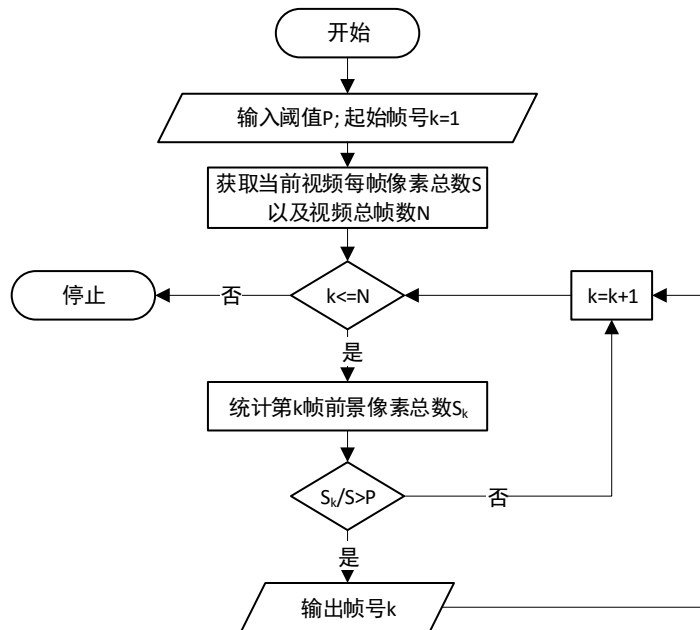 开始
输入阈值P; 起始帧号k=1
获取当前视频每帧像素总数S
以及视频总帧数N
停止
否
k<=N
k=k+1
是
统计第k帧前景像素总数Sₖ
Sₖ/S>P
否
是
输出帧号k